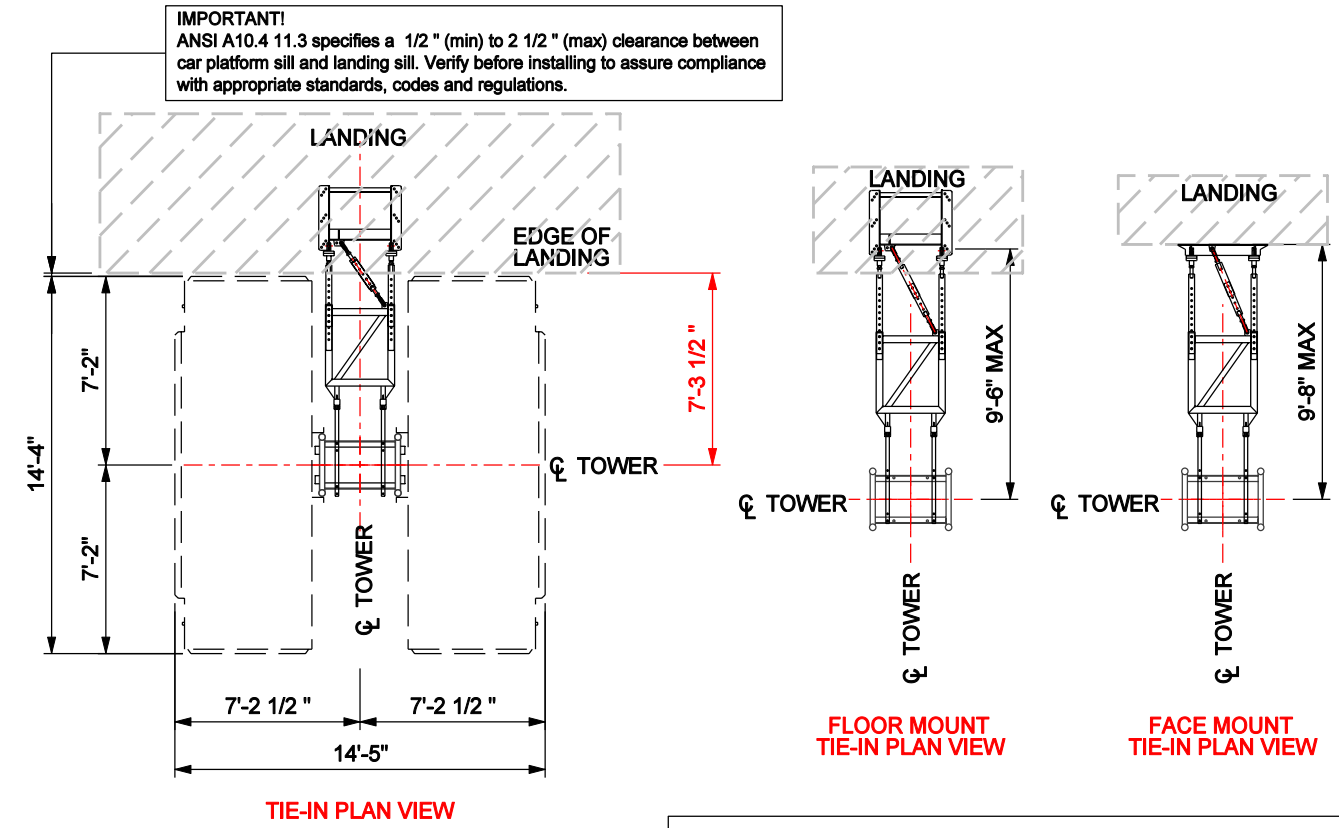 IMPORTANT!
ANSI A10.4 11.3 specifies a 1/2 " (min) to 2 1/2 " (max) clearance between
car platform sill and landing sill. Verify before installing to assure compliance
with appropriate standards, codes and regulations.
LANDING
EDGE OF
LANDING
7'-2"
14'-4"
7'-2"
7'-3 1/2 "
℄ TOWER
℄ TOWER
7'-2 1/2 "
7'-2 1/2 "
14'-5"
TIE-IN PLAN VIEW
LANDING
9'-6" MAX
℄ TOWER
℄ TOWER
FLOOR MOUNT
TIE-IN PLAN VIEW
LANDING
9'-8" MAX
℄ TOWER
℄ TOWER
FACE MOUNT
TIE-IN PLAN VIEW